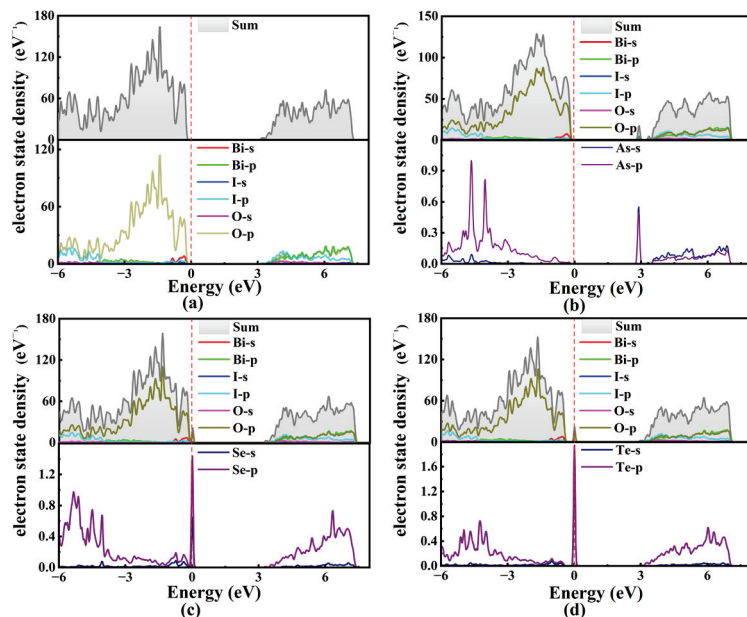 180
120
60
0
electron state density (eV⁻¹)
Sum
120
60
0
Bi-s
Bi-p
I-s
I-p
O-s
O-p
-6 -3 0 3 6
Energy (eV)
(a)
150
100
50
0
electron state density (eV⁻¹)
Sum
Bi-s
Bi-p
I-s
I-p
O-s
O-p
0.9
0.6
0.3
0.0
As-s
As-p
-6 -3 0 3 6
Energy (eV)
(b)
180
120
60
0
electron state density (eV⁻¹)
Sum
Bi-s
Bi-p
I-s
I-p
O-s
O-p
1.2
0.8
0.4
0.0
Se-s
Se-p
-6 -3 0 3 6
Energy (eV)
(c)
180
120
60
0
electron state density (eV⁻¹)
Sum
Bi-s
Bi-p
I-s
I-p
O-s
O-p
1.6
1.2
0.8
0.4
0.0
Te-s
Te-p
-6 -3 0 3 6
Energy (eV)
(d)